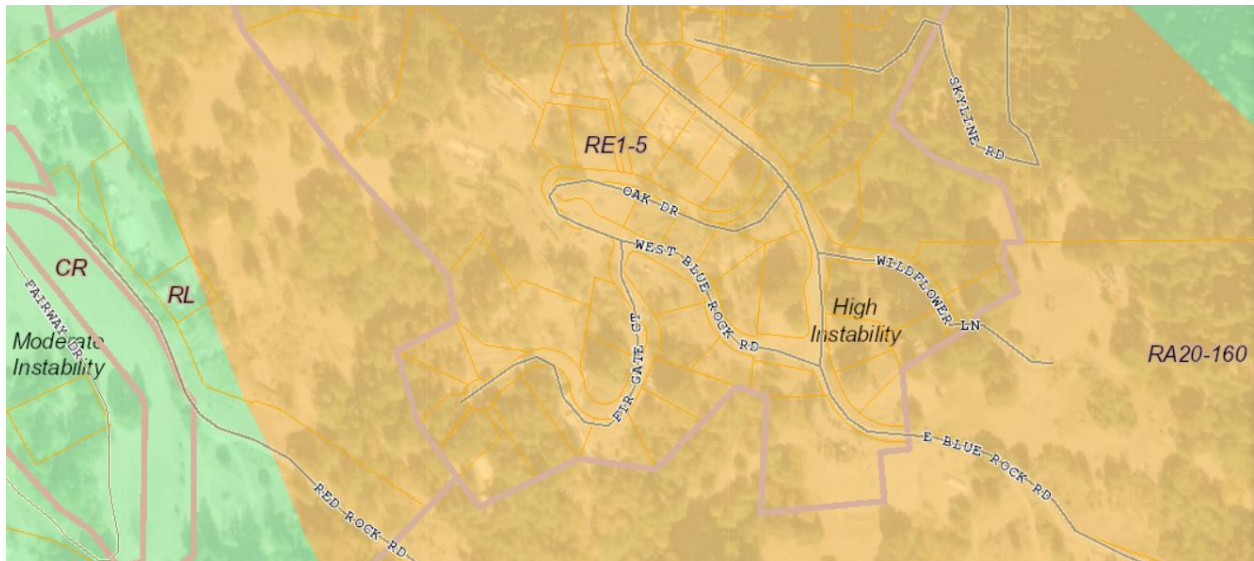 SKYLINE RD
RE1-5
OAK DR
WEST BLUE ROCK RD
WILDFLOWER LN
CR
RL
FAIRWAY DR
High
Instability
Moderate
Instability
FIR GATE CT
RA20-160
E BLUE ROCK RD
RED ROCK RD